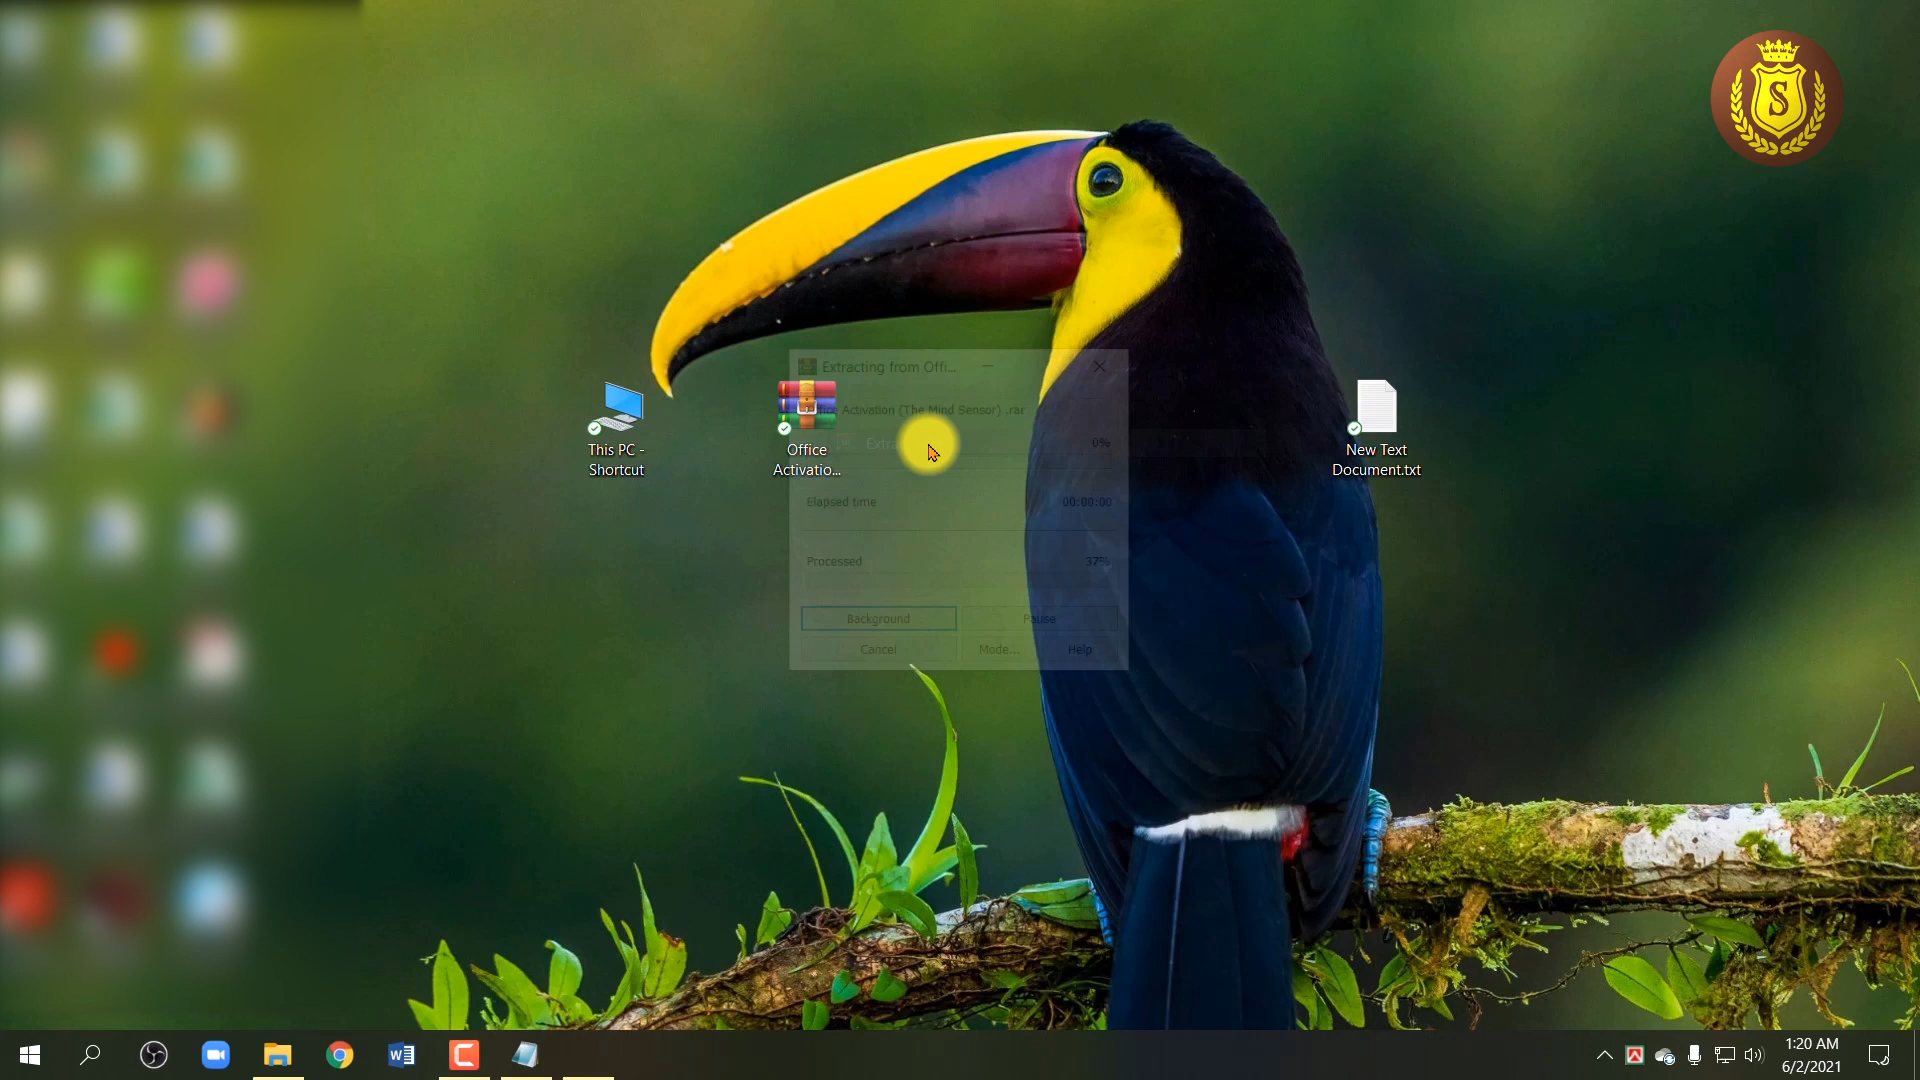 S
Extracting from Offi...
Activation (The Mind Sensor) .rar
Extra
0%
This PC -
Shortcut
Office
Activatio...
New Text
Document.txt
Elapsed time
00:00:00
Processed
37%
Background
Pause
Cancel
Mode...
Help
1:20 AM
6/2/2021